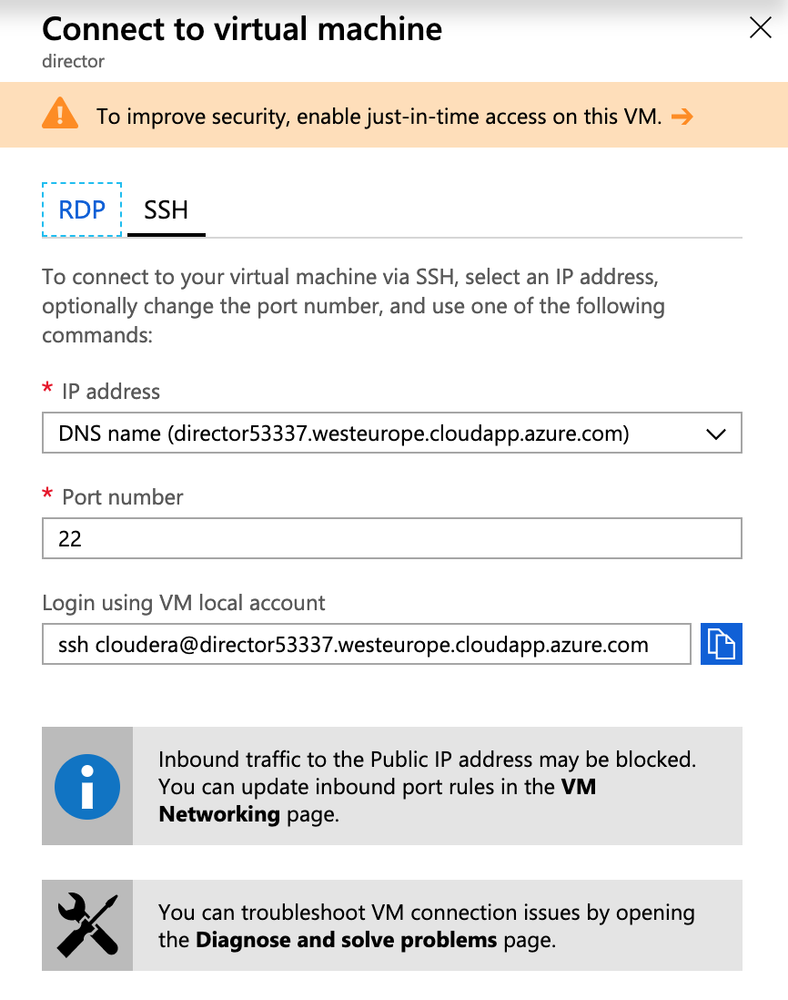 Connect to virtual machine
director
To improve security, enable just-in-time access on this VM.
RDP
SSH
To connect to your virtual machine via SSH, select an IP address,
optionally change the port number, and use one of the following
commands:
* IP address
DNS name (director53337.westeurope.cloudapp.azure.com)
* Port number
22
Login using VM local account
ssh cloudera@director53337.westeurope.cloudapp.azure.com
Inbound traffic to the Public IP address may be blocked.
You can update inbound port rules in the VM
Networking page.
You can troubleshoot VM connection issues by opening
the Diagnose and solve problems page.